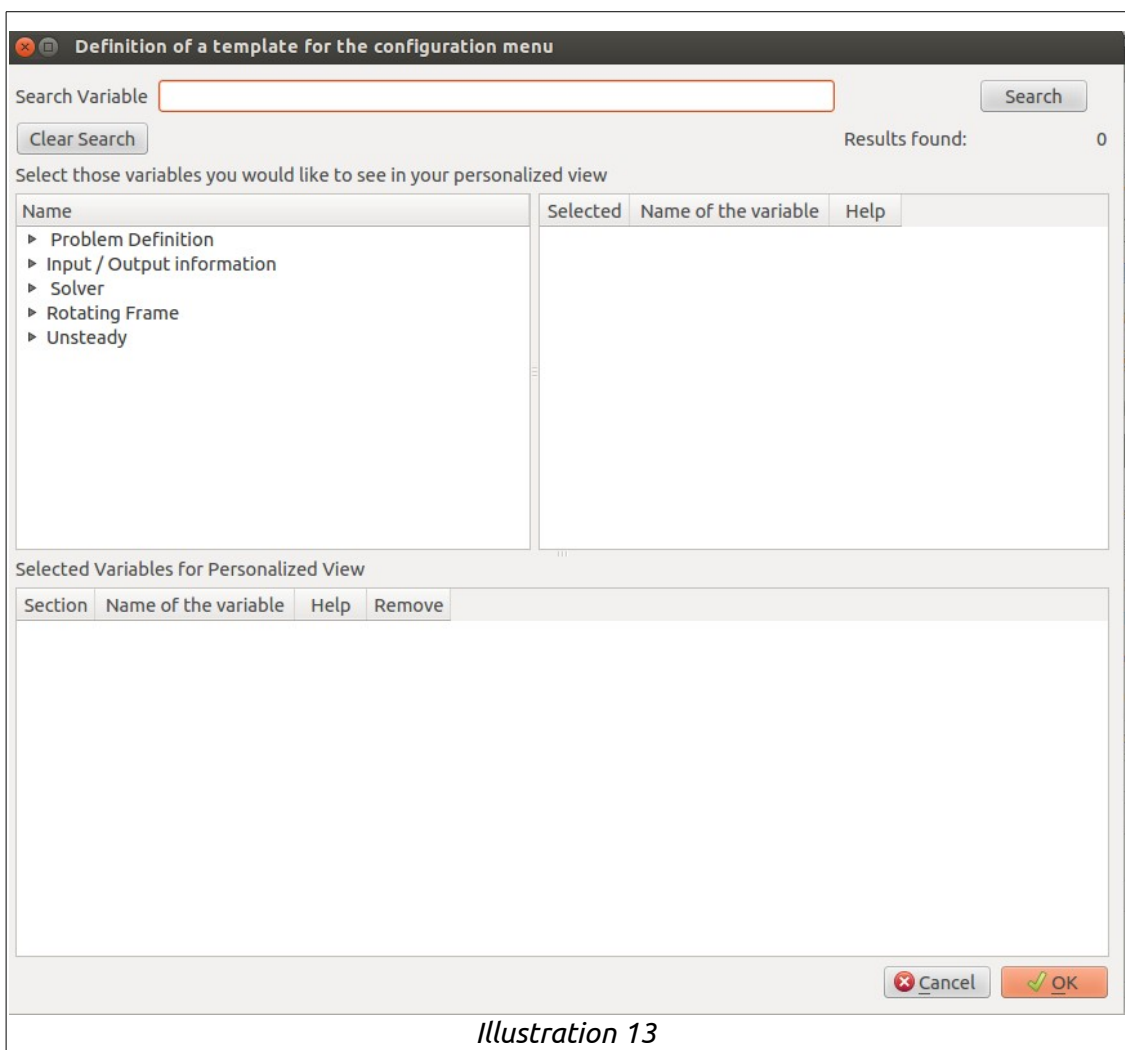 Definition of a template for the configuration menu
Search Variable Search
Clear Search Results found: 0
Select those variables you would like to see in your personalized view
Name Selected Name of the variable Help
Problem Definition
Input / Output information
Solver
Rotating Frame
Unsteady
Selected Variables for Personalized View
Section Name of the variable Help Remove
Cancel OK
Illustration 13